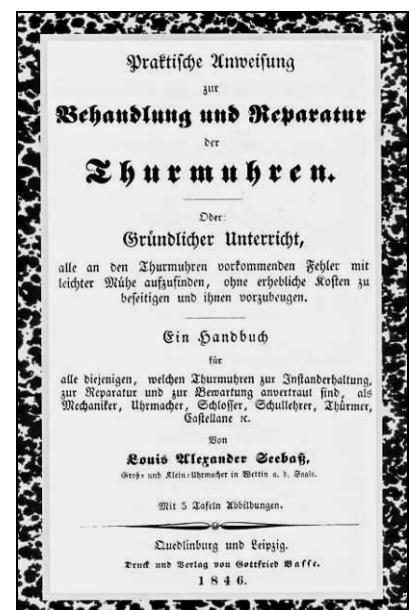 Praktische Anweisung
zur
Behandlung und Reparatur
der
Thurmuhren.
Oder:
Gründlicher Unterricht,
alle an den Thurmuhren vorkommenden Fehler mit
leichter Mühe aufzufinden, ohne erhebliche Kosten zu
beseitigen und ihnen vorzubeugen.
Ein Handbuch
für
alle diejenigen, welchen Thurmuhren zur Instanderhaltung,
zur Reparatur und zur Bewartung anvertraut sind, als
Mechaniker, Uhrmacher, Schlosser, Schullehrer, Thürmer,
Castellane ꝛc.
Von
Louis Alexander Seebaß,
Groß- und Klein-Uhrmacher in Wettin a. d. Saale.
Mit 5 Tafeln Abbildungen.
Quedlinburg und Leipzig.
Druck und Verlag von Gottfried Basse.
1846.